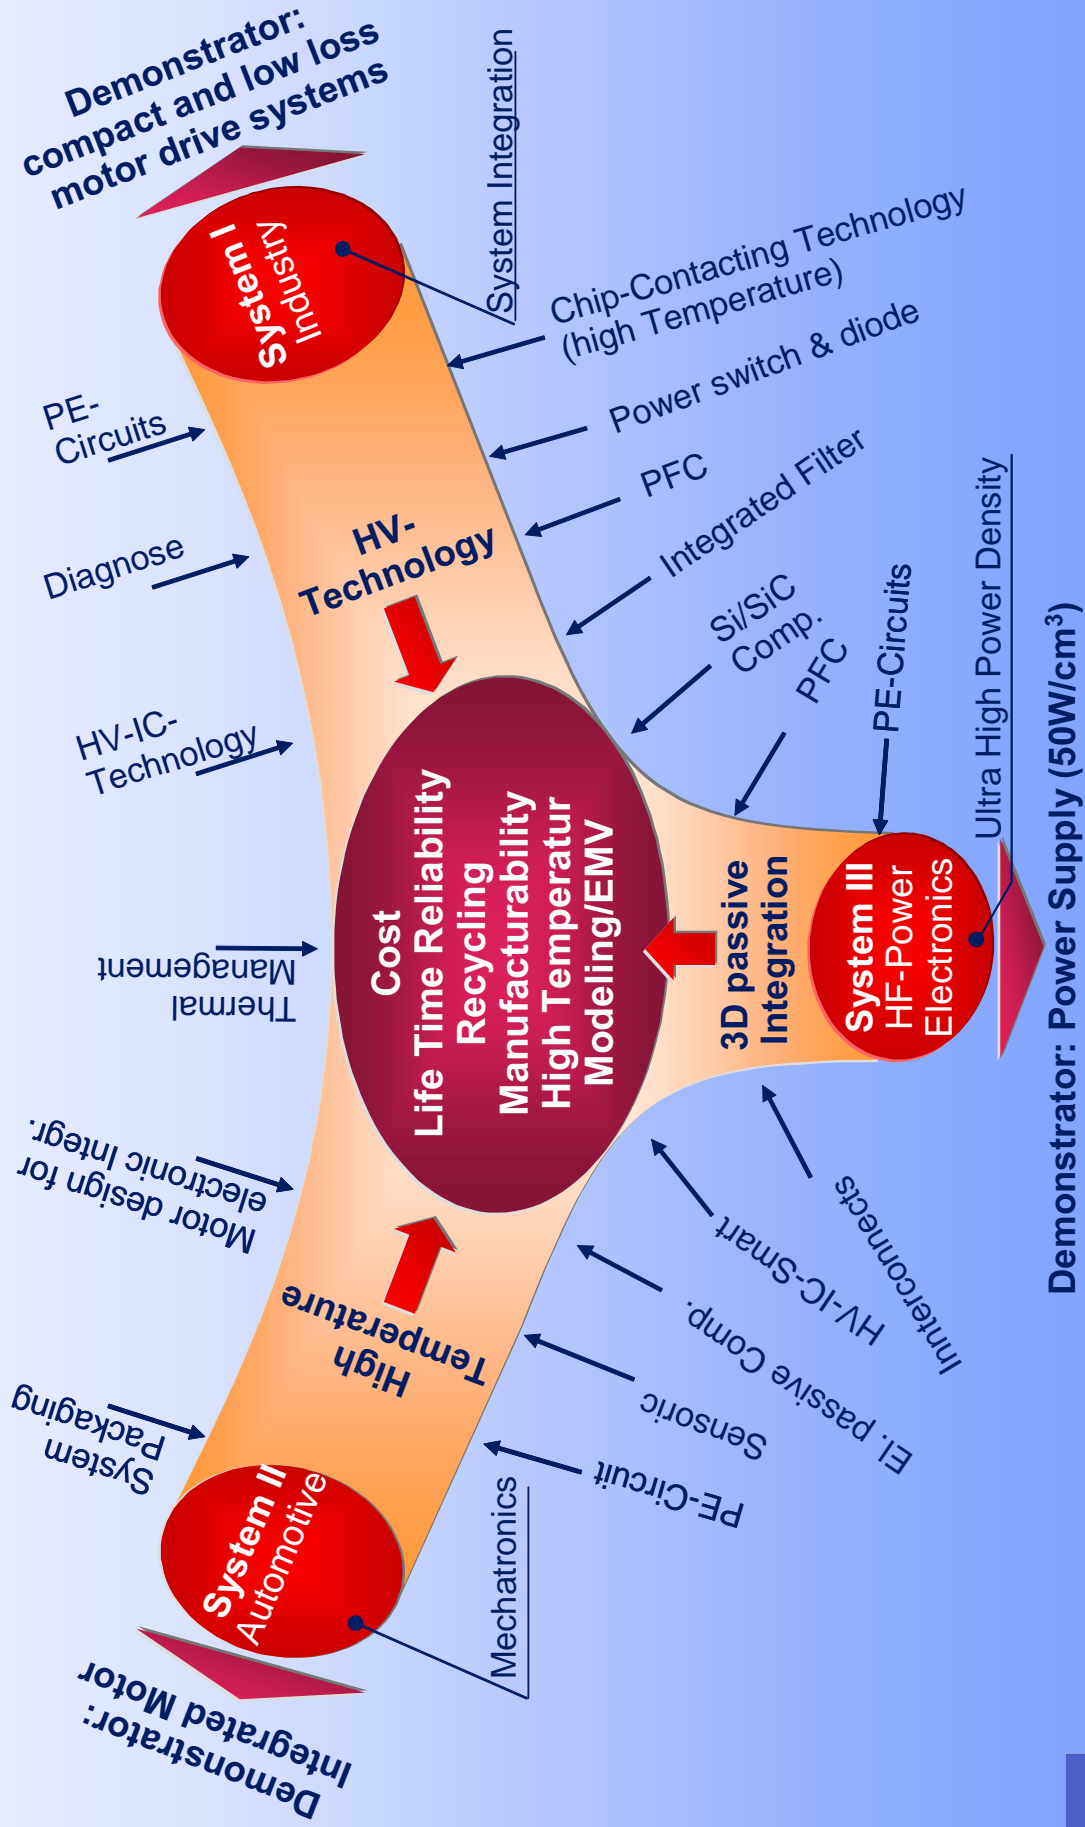 Demonstrator:
compact and low loss
motor drive systems
System I
Industry
System Integration
PE-
Circuits
Diagnose
HV-IC-
Technology
Thermal
Management
Motor design for
electronic Integr.
System
Packaging
Chip-Contacting Technology
(high Temperature)
Power switch & diode
PFC
Integrated Filter
Si/SiC
Comp.
PFC
PE-Circuits
HV-
Technology
Cost
Life Time Reliability
Recycling
Manufacturability
High Temperatur
Modeling/EMV
High
Temperature
3D passive
Integration
System II
Automotive
Demonstrator:
Integrated Motor
Mechatronics
PE-Circuit
Sensoric
El. passive Comp.
HV-IC-Smart
Innterconnects
System III
HF-Power
Electronics
Ultra High Power Density
Demonstrator: Power Supply (50W/cm³)